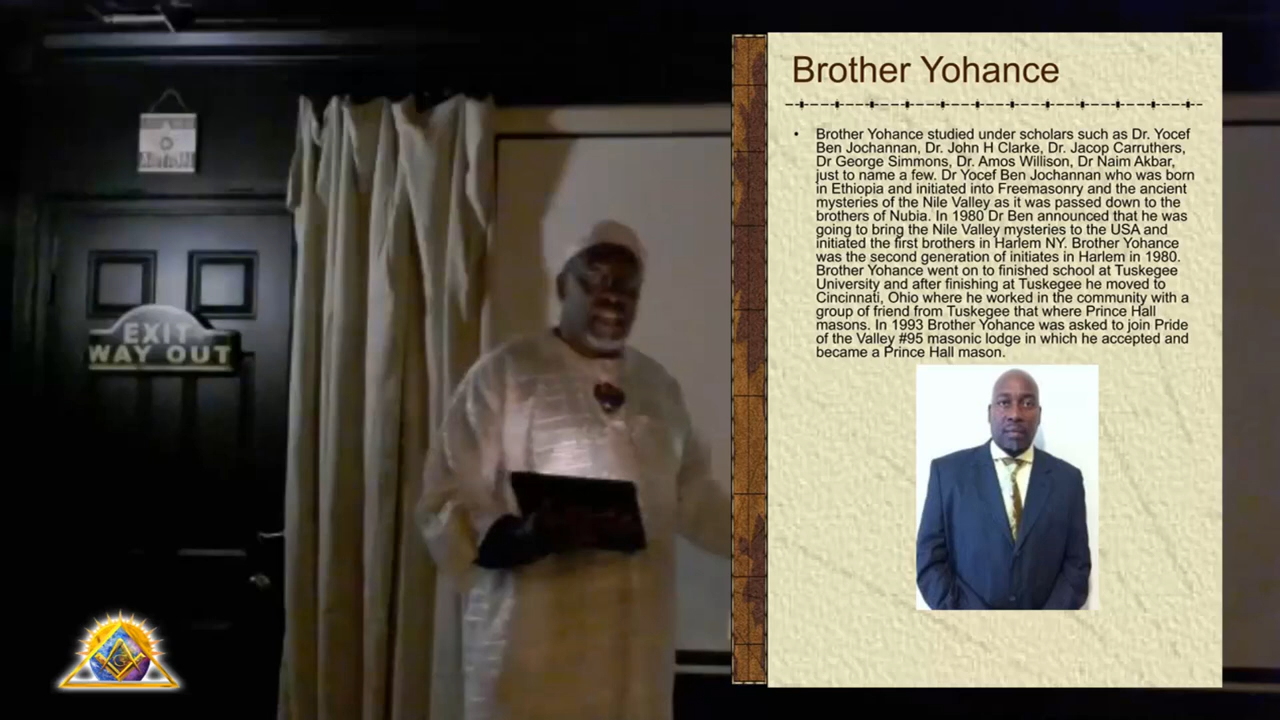 EXIT
WAY OUT
G
Brother Yohance
• Brother Yohance studied under scholars such as Dr. Yocef
Ben Jochannan, Dr. John H Clarke, Dr. Jacop Carruthers,
Dr George Simmons, Dr. Amos Willison, Dr Naim Akbar,
just to name a few. Dr Yocef Ben Jochannan who was born
in Ethiopia and initiated into Freemasonry and the ancient
mysteries of the Nile Valley as it was passed down to the
brothers of Nubia. In 1980 Dr Ben announced that he was
going to bring the Nile Valley mysteries to the USA and
initiated the first brothers in Harlem NY. Brother Yohance
was the second generation of initiates in Harlem in 1980.
Brother Yohance went on to finished school at Tuskegee
University and after finishing at Tuskegee he moved to
Cincinnati, Ohio where he worked in the community with a
group of friend from Tuskegee that where Prince Hall
masons. In 1993 Brother Yohance was asked to join Pride
of the Valley #95 masonic lodge in which he accepted and
became a Prince Hall mason.